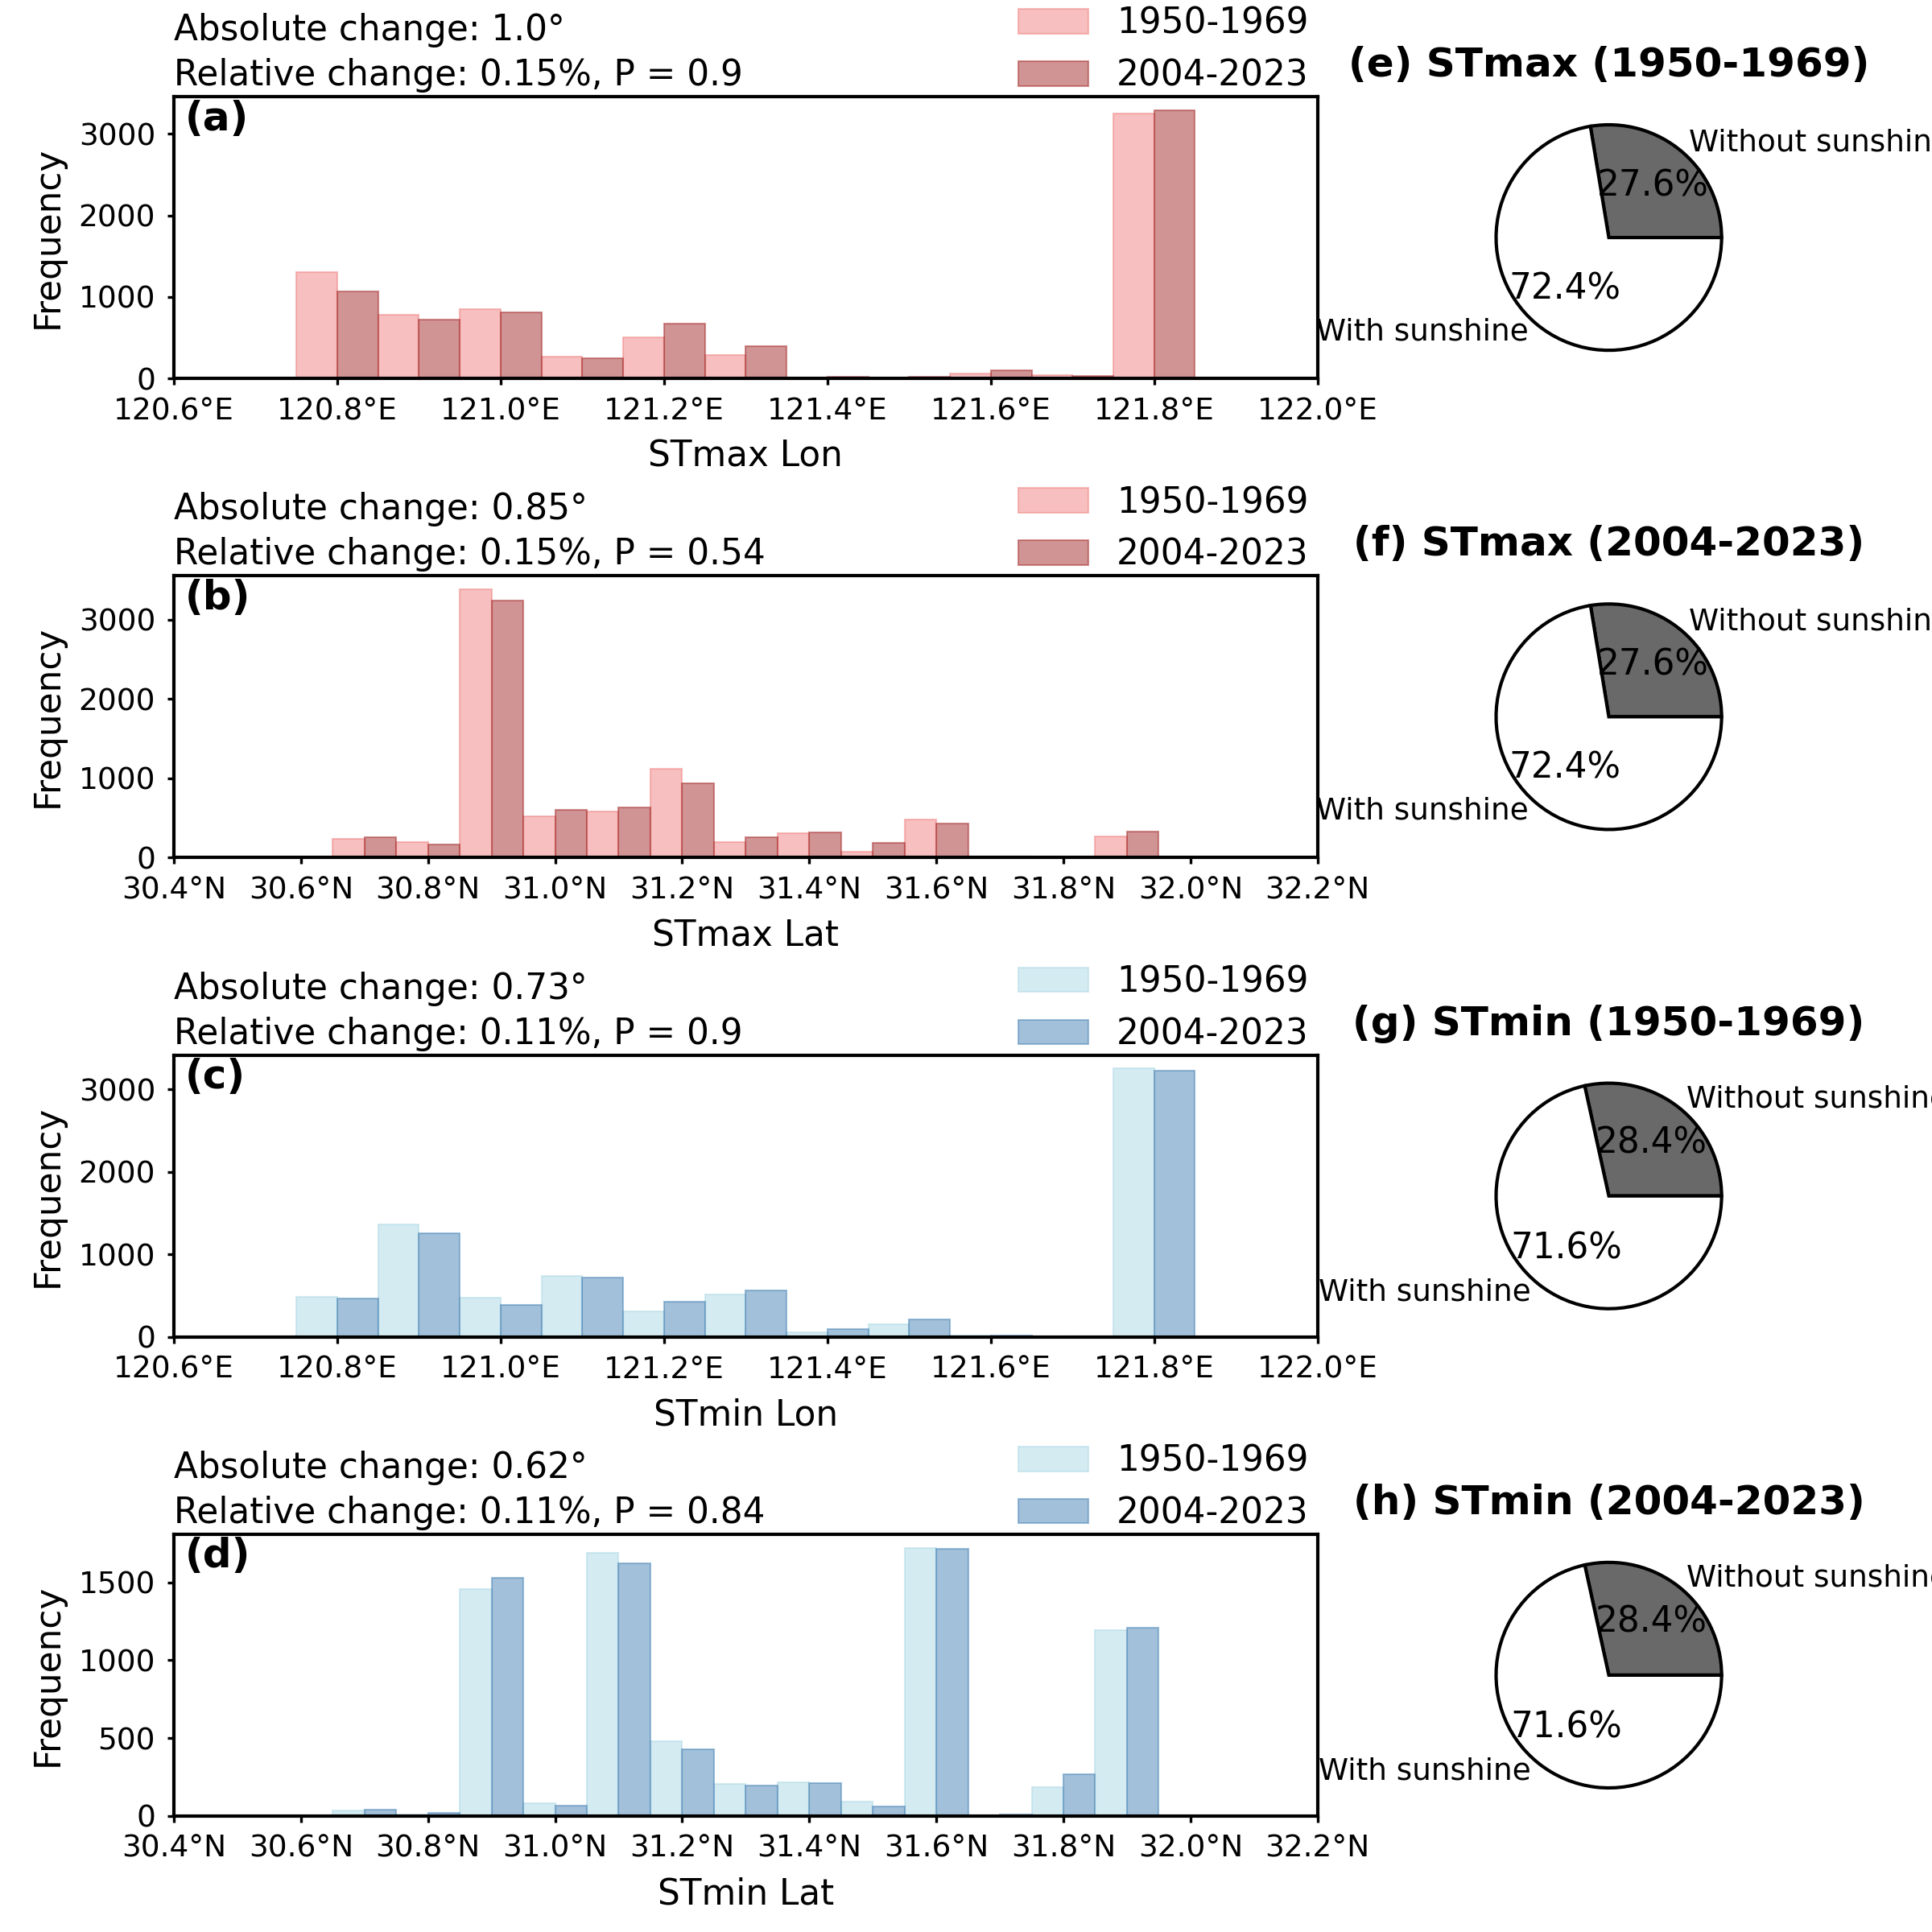 Absolute change: 1.0°
Relative change: 0.15%, P = 0.9
1950-1969
2004-2023
(a)
Frequency
3000
2000
1000
0
120.6°E 120.8°E 121.0°E 121.2°E 121.4°E 121.6°E 121.8°E 122.0°E
STmax Lon
(e) STmax (1950-1969)
Without sunshin
27.6%
72.4%
With sunshine
Absolute change: 0.85°
Relative change: 0.15%, P = 0.54
1950-1969
2004-2023
(b)
Frequency
3000
2000
1000
0
30.4°N 30.6°N 30.8°N 31.0°N 31.2°N 31.4°N 31.6°N 31.8°N 32.0°N 32.2°N
STmax Lat
(f) STmax (2004-2023)
Without sunshin
27.6%
72.4%
With sunshine
Absolute change: 0.73°
Relative change: 0.11%, P = 0.9
1950-1969
2004-2023
(c)
Frequency
3000
2000
1000
0
120.6°E 120.8°E 121.0°E 121.2°E 121.4°E 121.6°E 121.8°E 122.0°E
STmin Lon
(g) STmin (1950-1969)
Without sunshine
28.4%
71.6%
With sunshine
Absolute change: 0.62°
Relative change: 0.11%, P = 0.84
1950-1969
2004-2023
(d)
Frequency
1500
1000
500
0
30.4°N 30.6°N 30.8°N 31.0°N 31.2°N 31.4°N 31.6°N 31.8°N 32.0°N 32.2°N
STmin Lat
(h) STmin (2004-2023)
Without sunshine
28.4%
71.6%
With sunshine